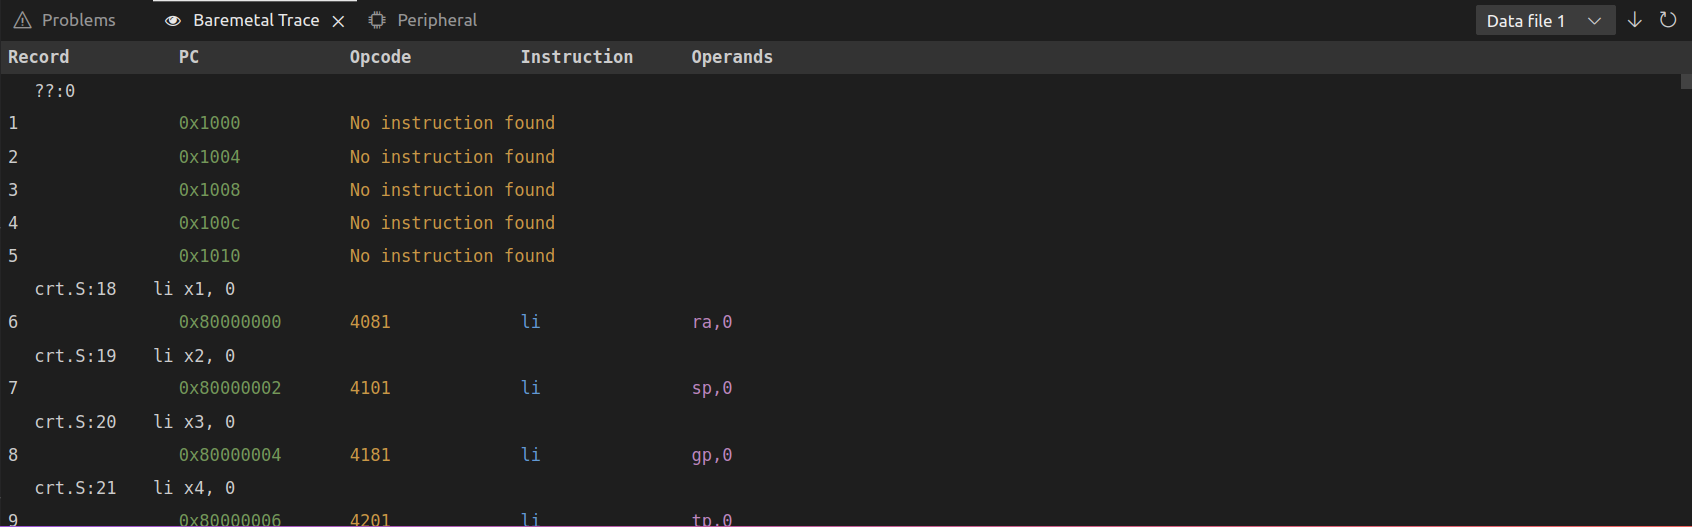 Problems Baremetal Trace Peripheral Data file 1
Record PC Opcode Instruction Operands
??:0
1 0x1000 No instruction found
2 0x1004 No instruction found
3 0x1008 No instruction found
4 0x100c No instruction found
5 0x1010 No instruction found
crt.S:18 li x1, 0
6 0x80000000 4081 li ra,0
crt.S:19 li x2, 0
7 0x80000002 4101 li sp,0
crt.S:20 li x3, 0
8 0x80000004 4181 li gp,0
crt.S:21 li x4, 0
9 0x80000006 4201 li tp,0